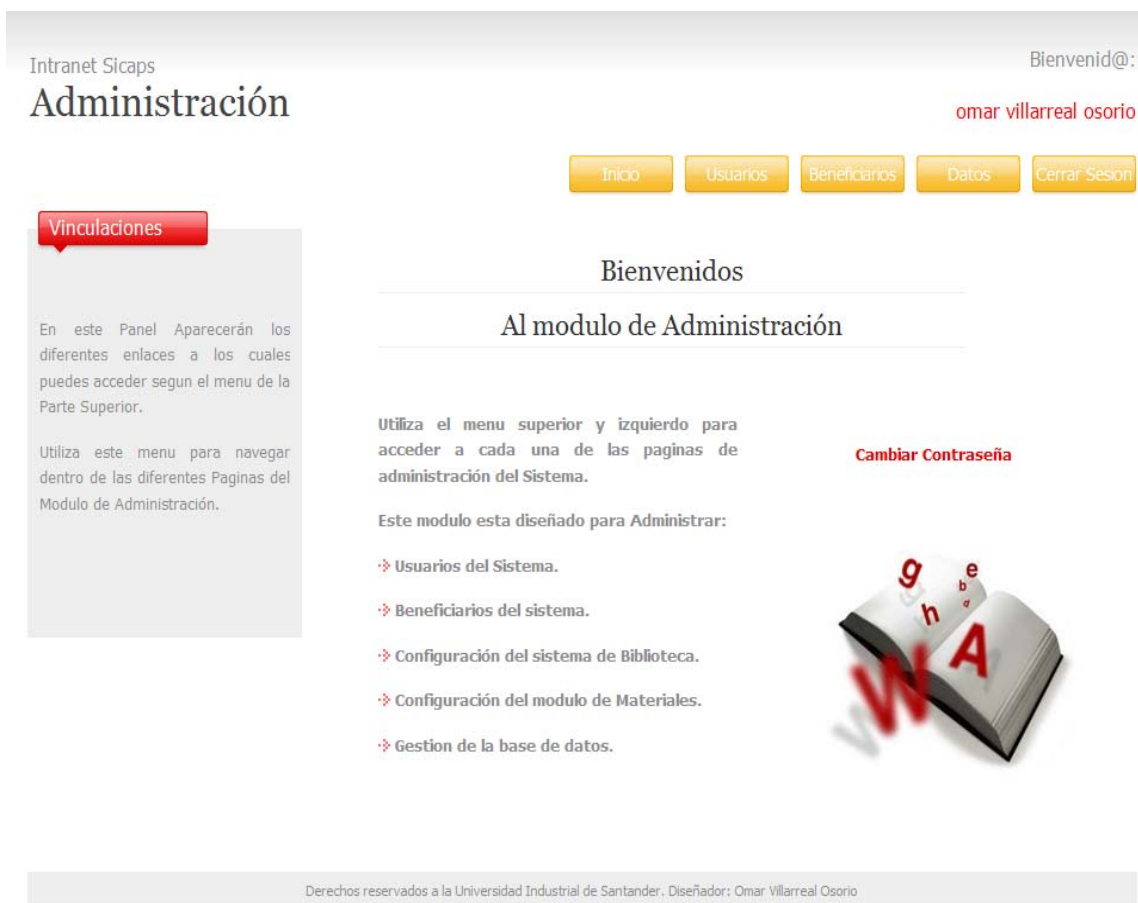 Intranet Sicaps
Administración
Bienvenid@:
omar villarreal osorio
Inicio
Usuarios
Beneficiarios
Datos
Cerrar Sesion
Vinculaciones
En este Panel Aparecerán los
diferentes enlaces a los cuales
puedes acceder segun el menu de la
Parte Superior.
Utiliza este menu para navegar
dentro de las diferentes Paginas del
Modulo de Administración.
Bienvenidos
Al modulo de Administración
Utiliza el menu superior y izquierdo para
acceder a cada una de las paginas de
administración del Sistema.
Este modulo esta diseñado para Administrar:
Usuarios del Sistema.
Beneficiarios del sistema.
Configuración del sistema de Biblioteca.
Configuración del modulo de Materiales.
Gestion de la base de datos.
Cambiar Contraseña
g
e
b
d
h
A
W
Derechos reservados a la Universidad Industrial de Santander. Diseñador: Omar Villarreal Osorio